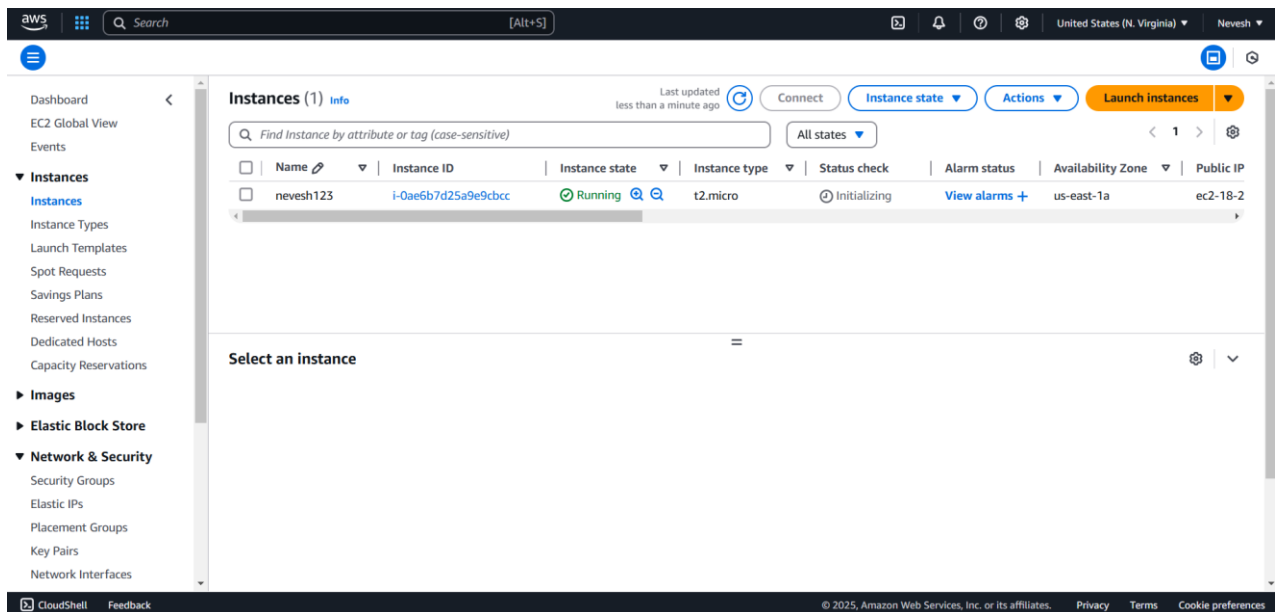 aws Search [Alt+S] United States (N. Virginia) Nevesh
Dashboard
EC2 Global View
Events
Instances
Instances
Instance Types
Launch Templates
Spot Requests
Savings Plans
Reserved Instances
Dedicated Hosts
Capacity Reservations
Images
Elastic Block Store
Network & Security
Security Groups
Elastic IPs
Placement Groups
Key Pairs
Network Interfaces
Instances (1) Info
Last updated
less than a minute ago
Connect Instance state Actions Launch instances
Find Instance by attribute or tag (case-sensitive) All states 1
Name Instance ID Instance state Instance type Status check Alarm status Availability Zone Public IP
nevesh123 i-0ae6b7d25a9e9cbcc Running t2.micro Initializing View alarms + us-east-1a ec2-18-2
Select an instance
CloudShell Feedback © 2025, Amazon Web Services, Inc. or its affiliates. Privacy Terms Cookie preferences